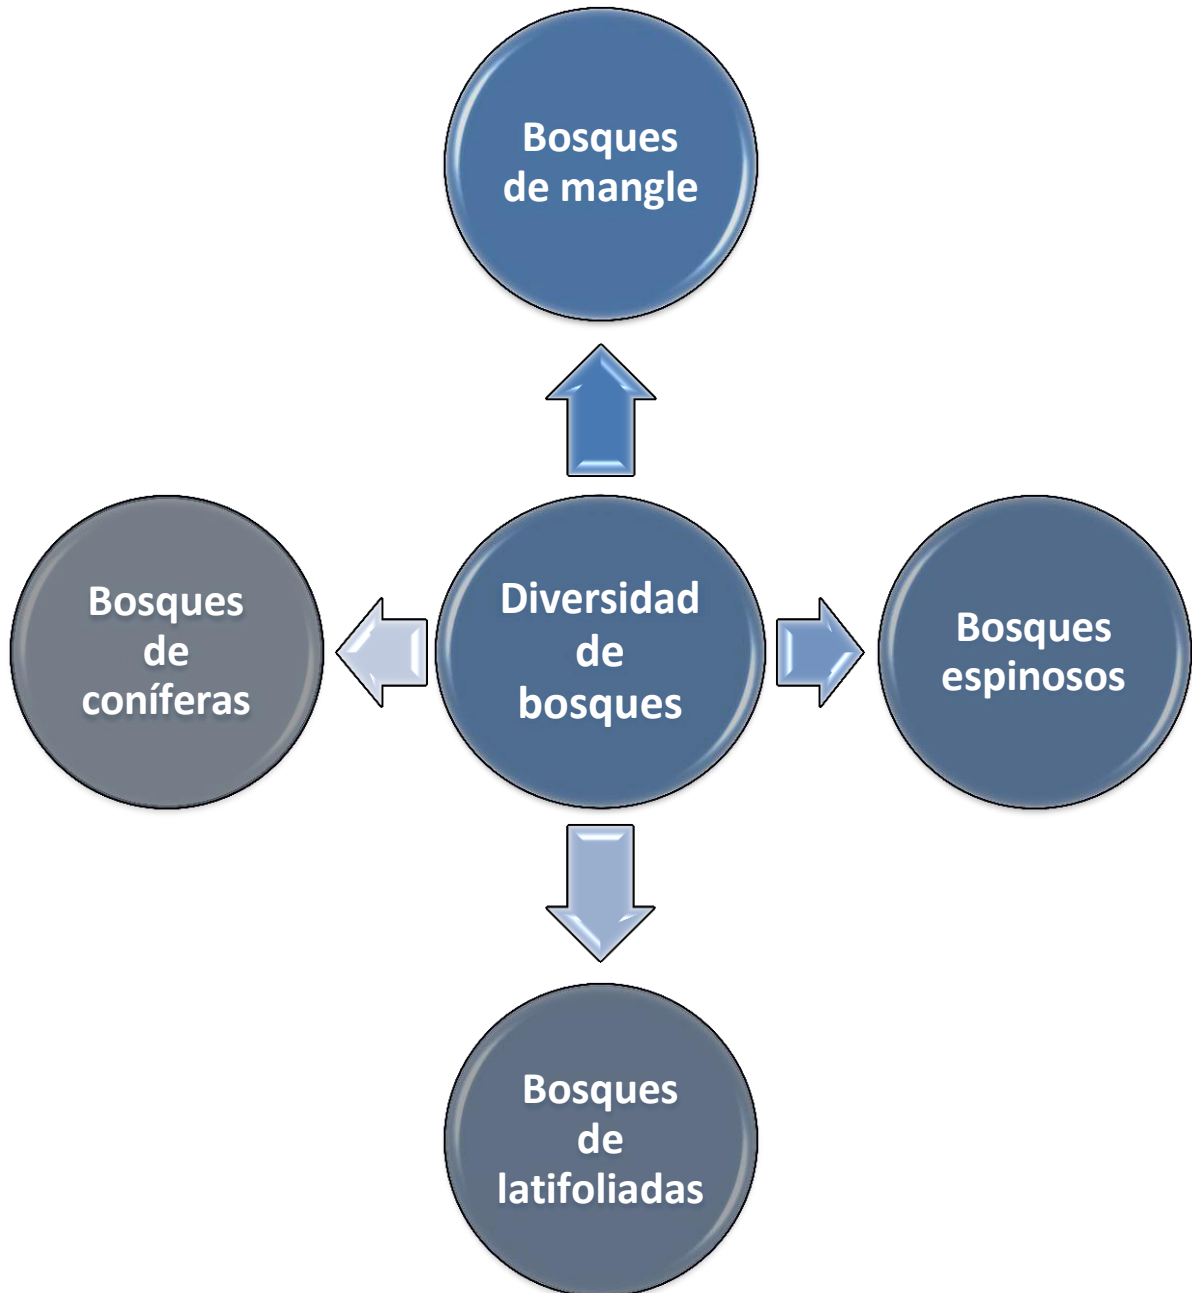 Bosques
de mangle
Bosques
de
coníferas
Diversidad
de
bosques
Bosques
espinosos
Bosques
de
latifoliadas